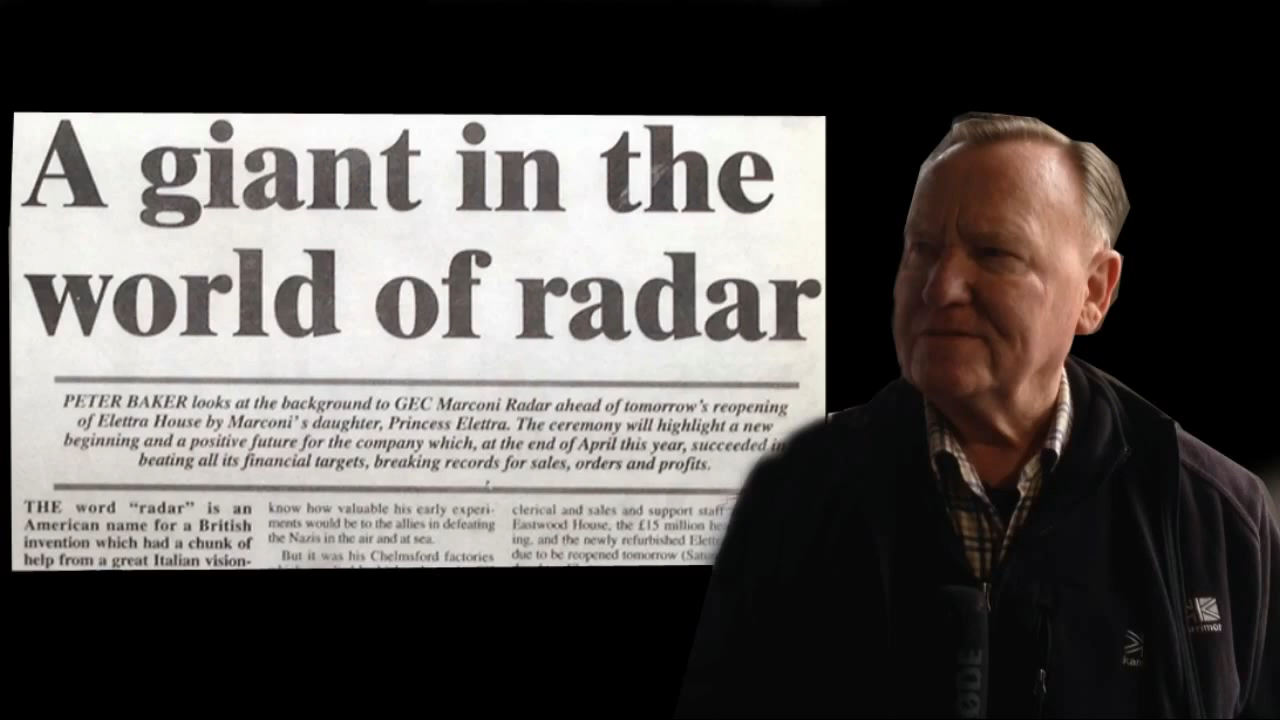 A giant in the
world of radar
PETER BAKER looks at the background to GEC Marconi Radar ahead of tomorrow's reopening
of Elettra House by Marconi's daughter, Princess Elettra. The ceremony will highlight a new
beginning and a positive future for the company which, at the end of April this year, succeeded in
beating all its financial targets, breaking records for sales, orders and profits.
THE word "radar" is an
American name for a British
invention which had a chunk of
help from a great Italian vision-
know how valuable his early experi-
ments would be to the allies in defeating
the Nazis in the air and at sea.
But it was his Chelmsford factories
clerical and sales and support staff
Eastwood House, the £15 million
ing, and the newly refurbished
due to be reopened tomorrow